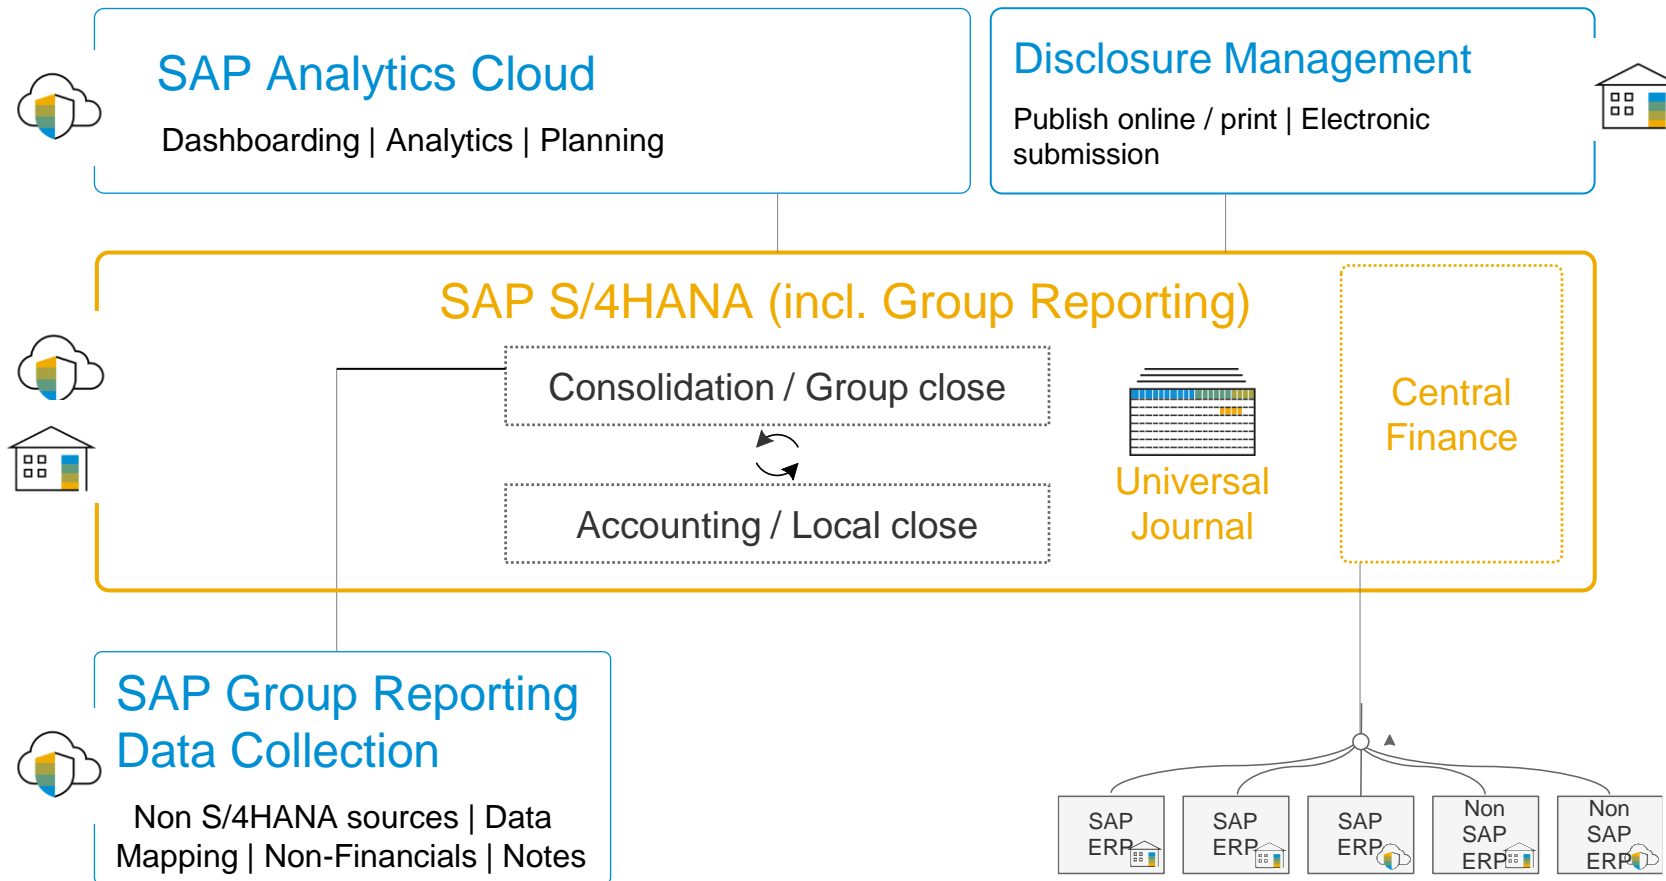 SAP Analytics Cloud
Dashboarding | Analytics | Planning
Disclosure Management
Publish online / print | Electronic
submission
SAP S/4HANA (incl. Group Reporting)
Consolidation / Group close
Accounting / Local close
Universal
Journal
Central
Finance
SAP Group Reporting
Data Collection
Non S/4HANA sources | Data
Mapping | Non-Financials | Notes
SAP
ERP
SAP
ERP
SAP
ERP
Non
SAP
ERP
Non
SAP
ERP